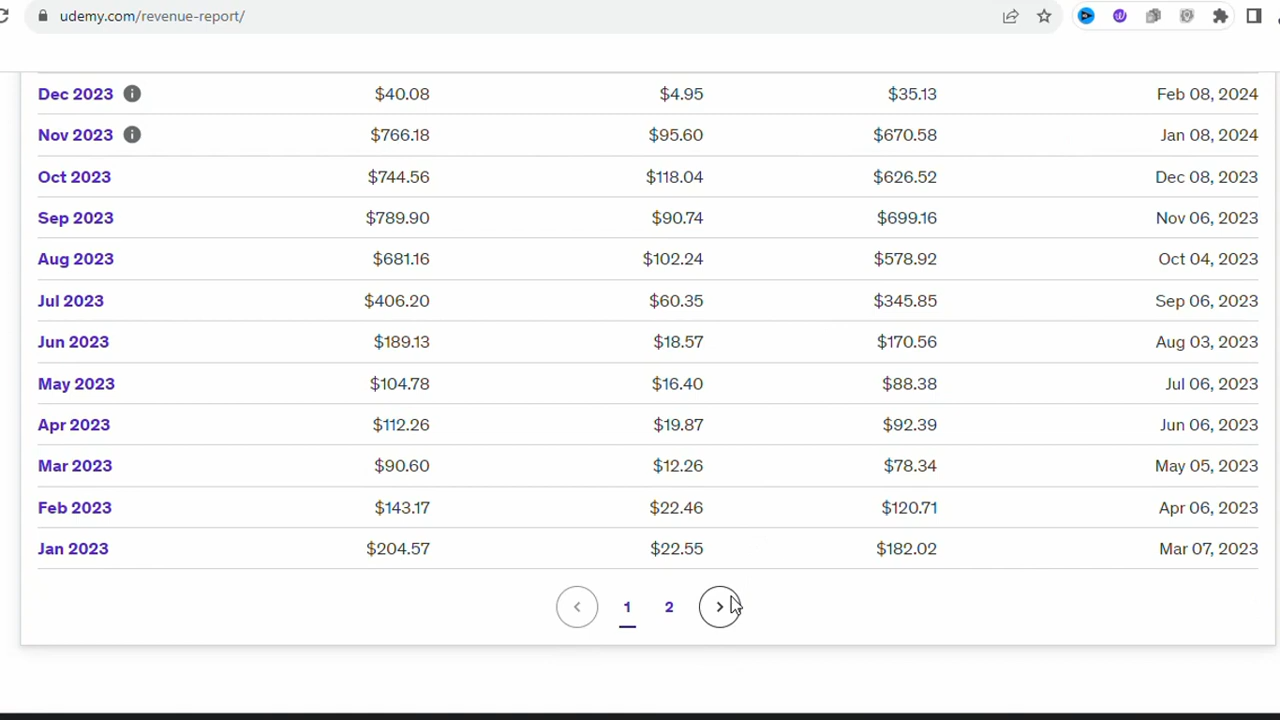 udemy.com/revenue-report/
Dec 2023 $40.08 $4.95 $35.13 Feb 08, 2024
Nov 2023 $766.18 $95.60 $670.58 Jan 08, 2024
Oct 2023 $744.56 $118.04 $626.52 Dec 08, 2023
Sep 2023 $789.90 $90.74 $699.16 Nov 06, 2023
Aug 2023 $681.16 $102.24 $578.92 Oct 04, 2023
Jul 2023 $406.20 $60.35 $345.85 Sep 06, 2023
Jun 2023 $189.13 $18.57 $170.56 Aug 03, 2023
May 2023 $104.78 $16.40 $88.38 Jul 06, 2023
Apr 2023 $112.26 $19.87 $92.39 Jun 06, 2023
Mar 2023 $90.60 $12.26 $78.34 May 05, 2023
Feb 2023 $143.17 $22.46 $120.71 Apr 06, 2023
Jan 2023 $204.57 $22.55 $182.02 Mar 07, 2023
1 2